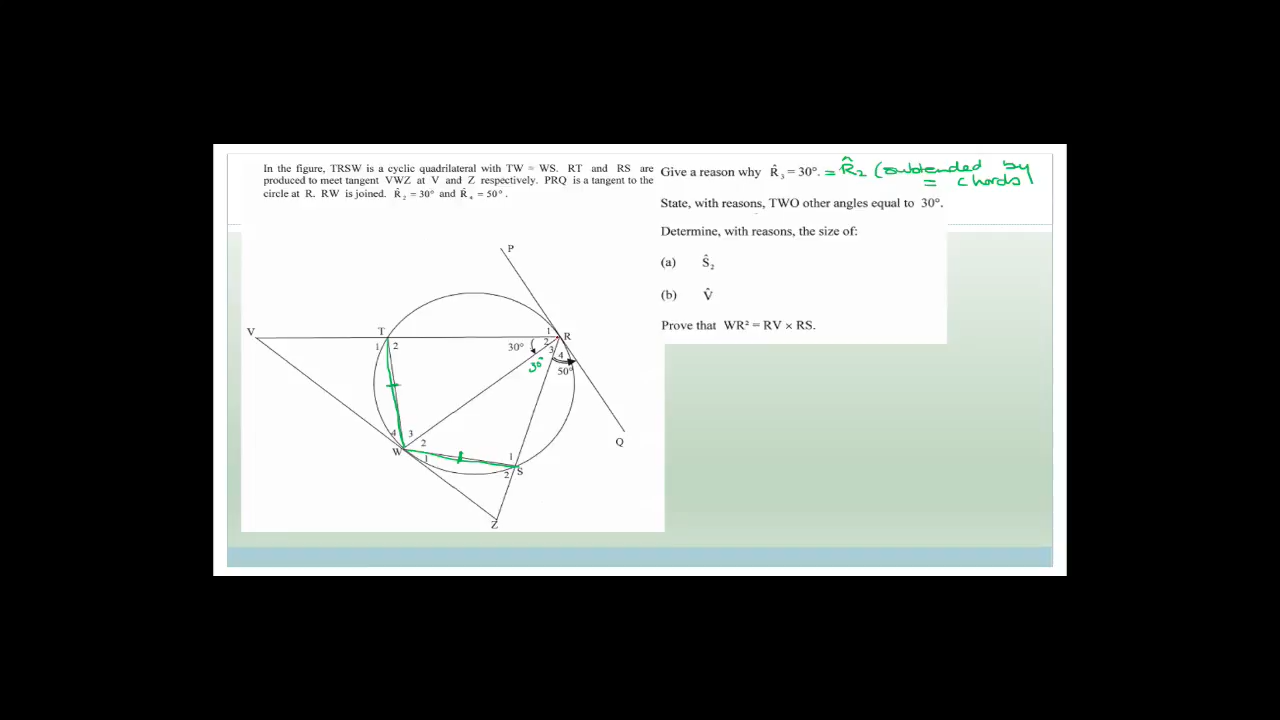 In the figure, TRSW is a cyclic quadrilateral with TW = WS. RT and RS are
produced to meet tangent VWZ at V and Z respectively. PRQ is a tangent to the
circle at R. RW is joined. R̂₂ = 30° and R̂₄ = 50°.
Give a reason why R̂₃ = 30°. = R̂2 (subtended by
= chords)
State, with reasons, TWO other angles equal to 30°.
Determine, with reasons, the size of:
(a) Ŝ₂
(b) V̂
Prove that WR² = RV × RS.
P
V
T
1
R
1
2
30°
2
3
4
30°
50°
Q
4
3
W
2
1
1
S
2
Z